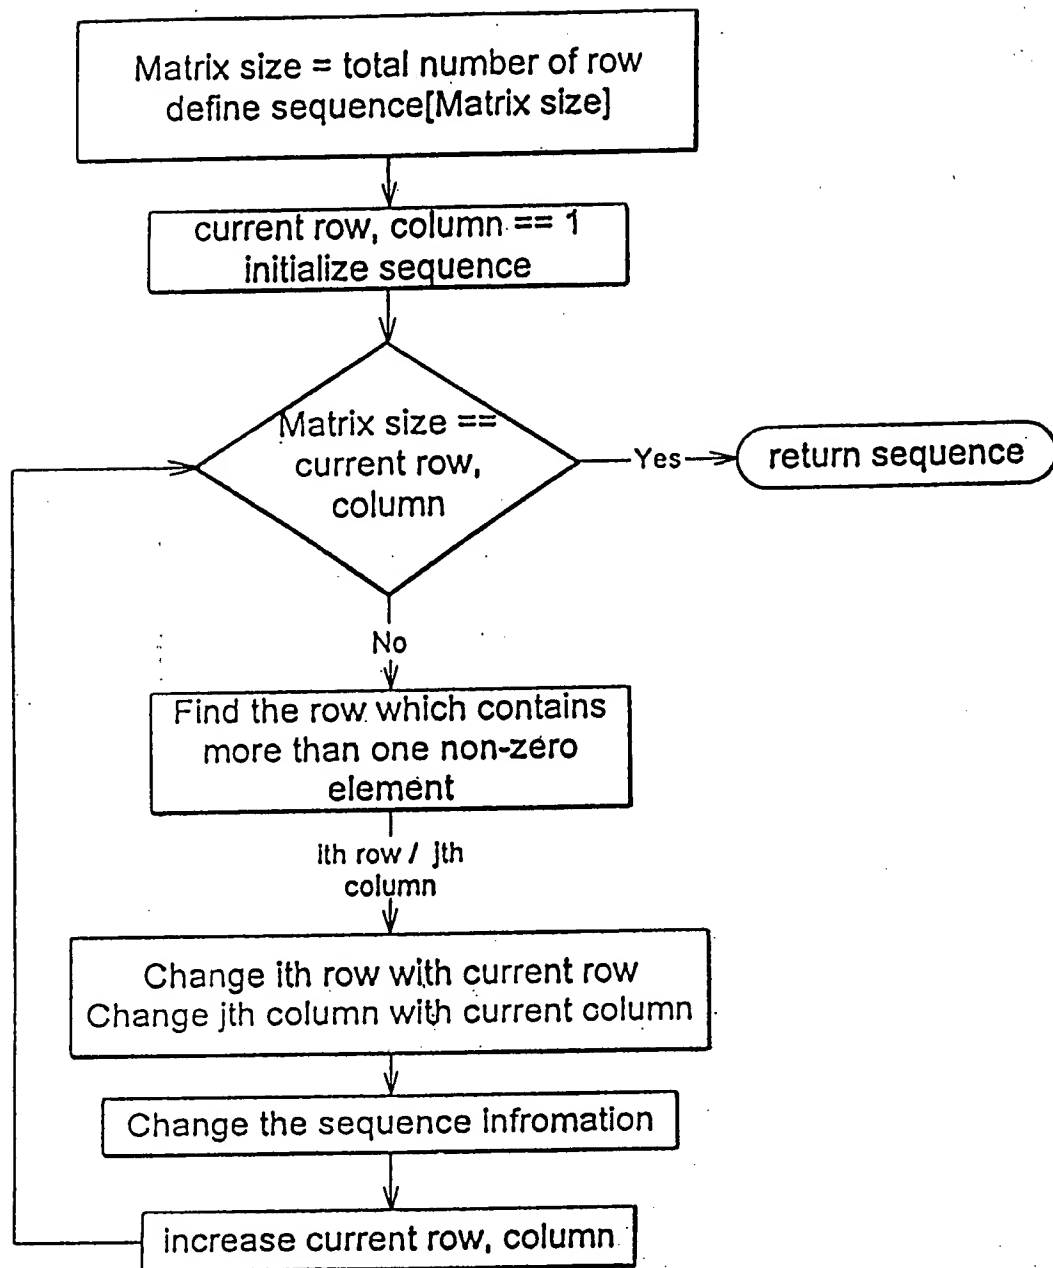 Matrix size = total number of row
define sequence[Matrix size]
current row, column == 1
initialize sequence
Matrix size ==
current row,
column
Yes
return sequence
No
Find the row which contains
more than one non-zero
element
ith row / jth
column
Change ith row with current row
Change jth column with current column
Change the sequence infromation
increase current row, column